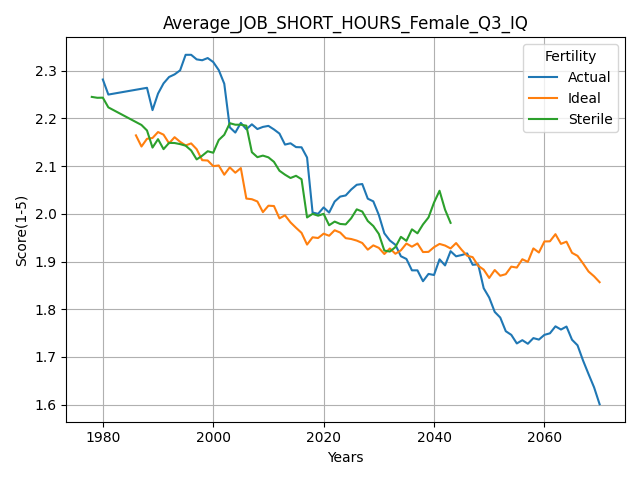 Average_JOB_SHORT_HOURS_Female_Q3_IQ
Fertility
Actual
Ideal
Sterile
Score(1-5)
2.3
2.2
2.1
2.0
1.9
1.8
1.7
1.6
1980 2000 2020 2040 2060
Years